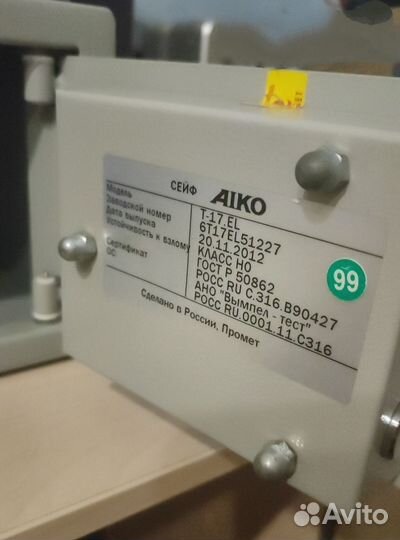 СЕЙФ AIKO
Модель T-17.EL
Заводской номер 6T17EL51227
Дата выпуска 20.11.2012
Устойчивость к взлому КЛАСС H0
ГОСТ Р 50862
Сертификат РОСС RU C.316.B90427
ОС АНО "Вымпел - тест"
РОСС RU.0001.11.C316
Сделано в России, Промет
99
Avito